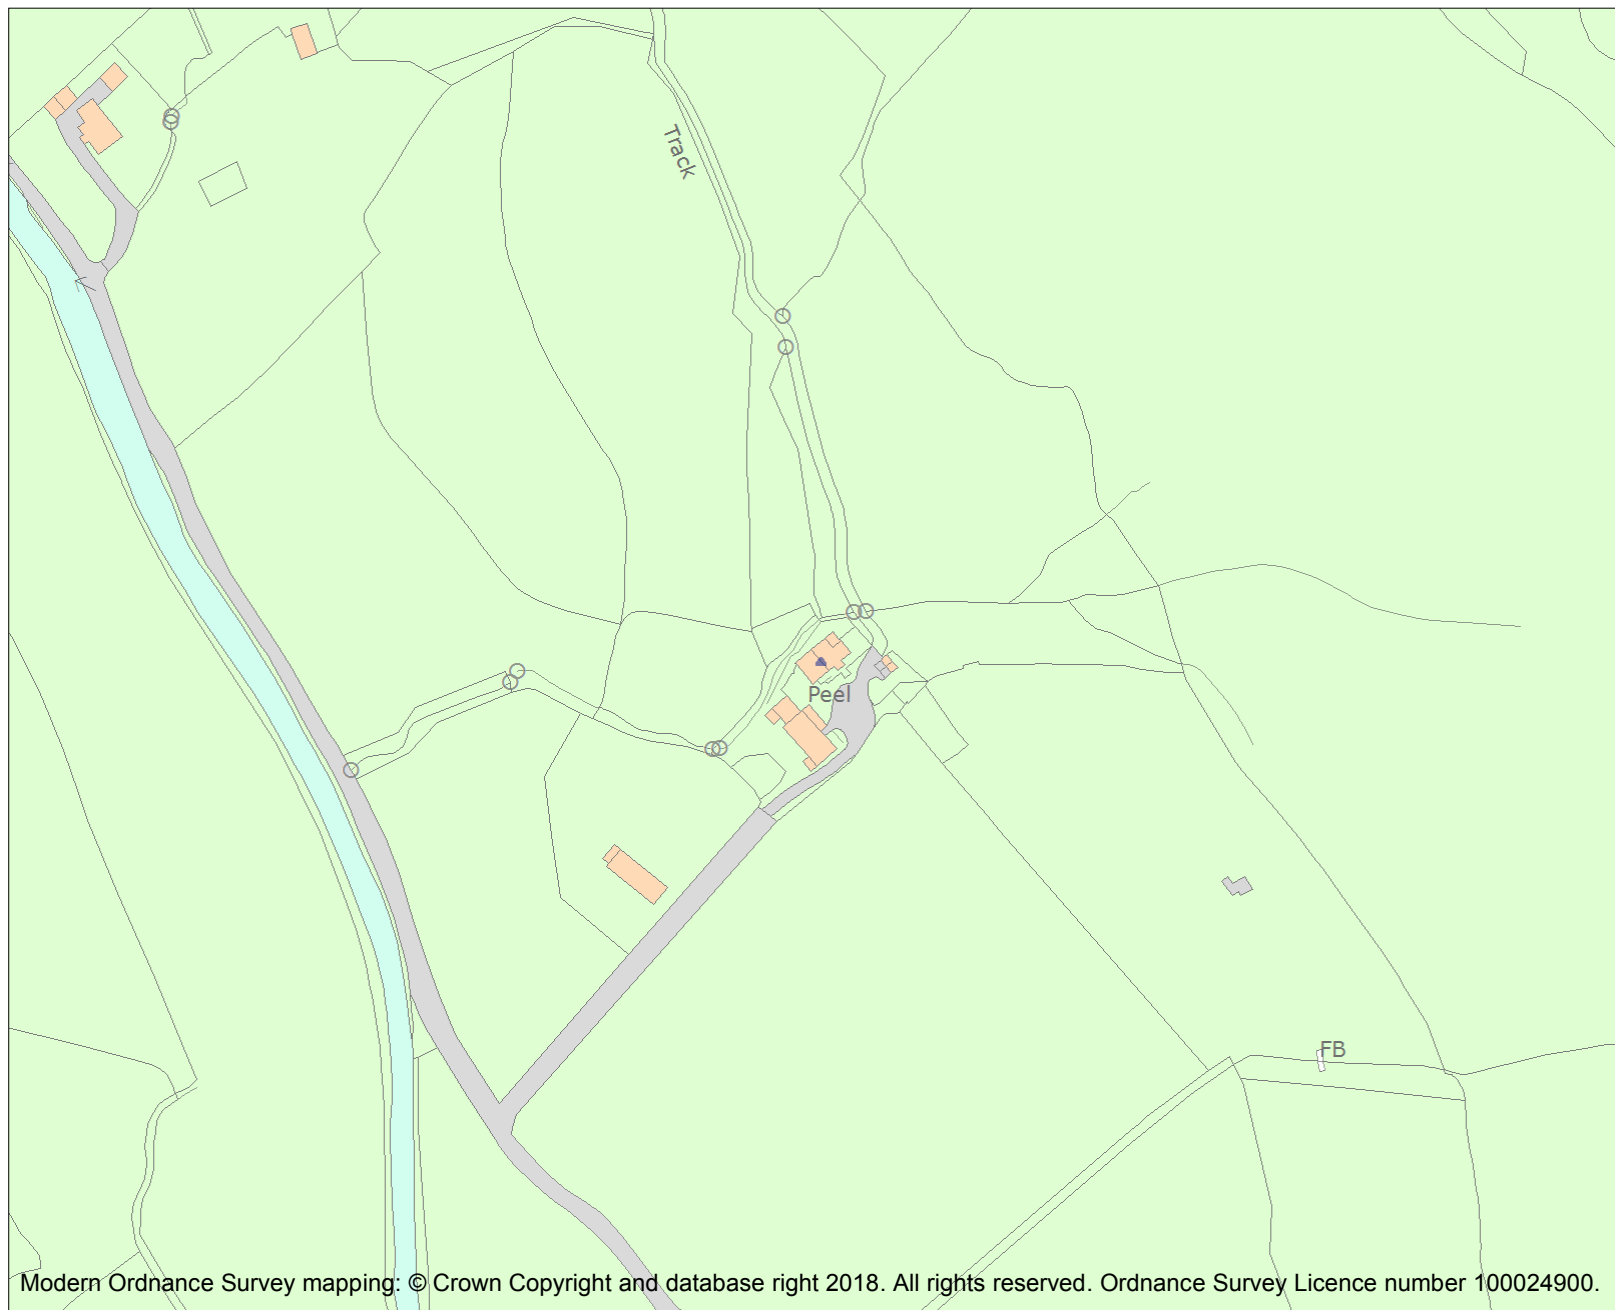 Track
Peel
FB
Modern Ordnance Survey mapping: © Crown Copyright and database right 2018. All rights reserved. Ordnance Survey Licence number 100024900.